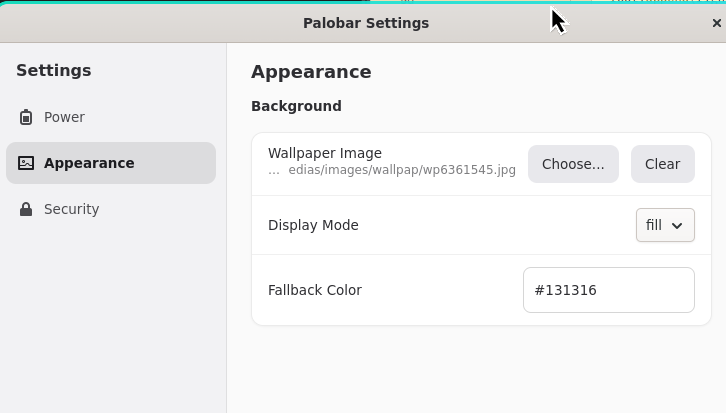 Palobar Settings
Settings
Power
Appearance
Security
Appearance
Background
Wallpaper Image
... edias/images/wallpap/wp6361545.jpg
Choose...
Clear
Display Mode
fill
Fallback Color
#131316